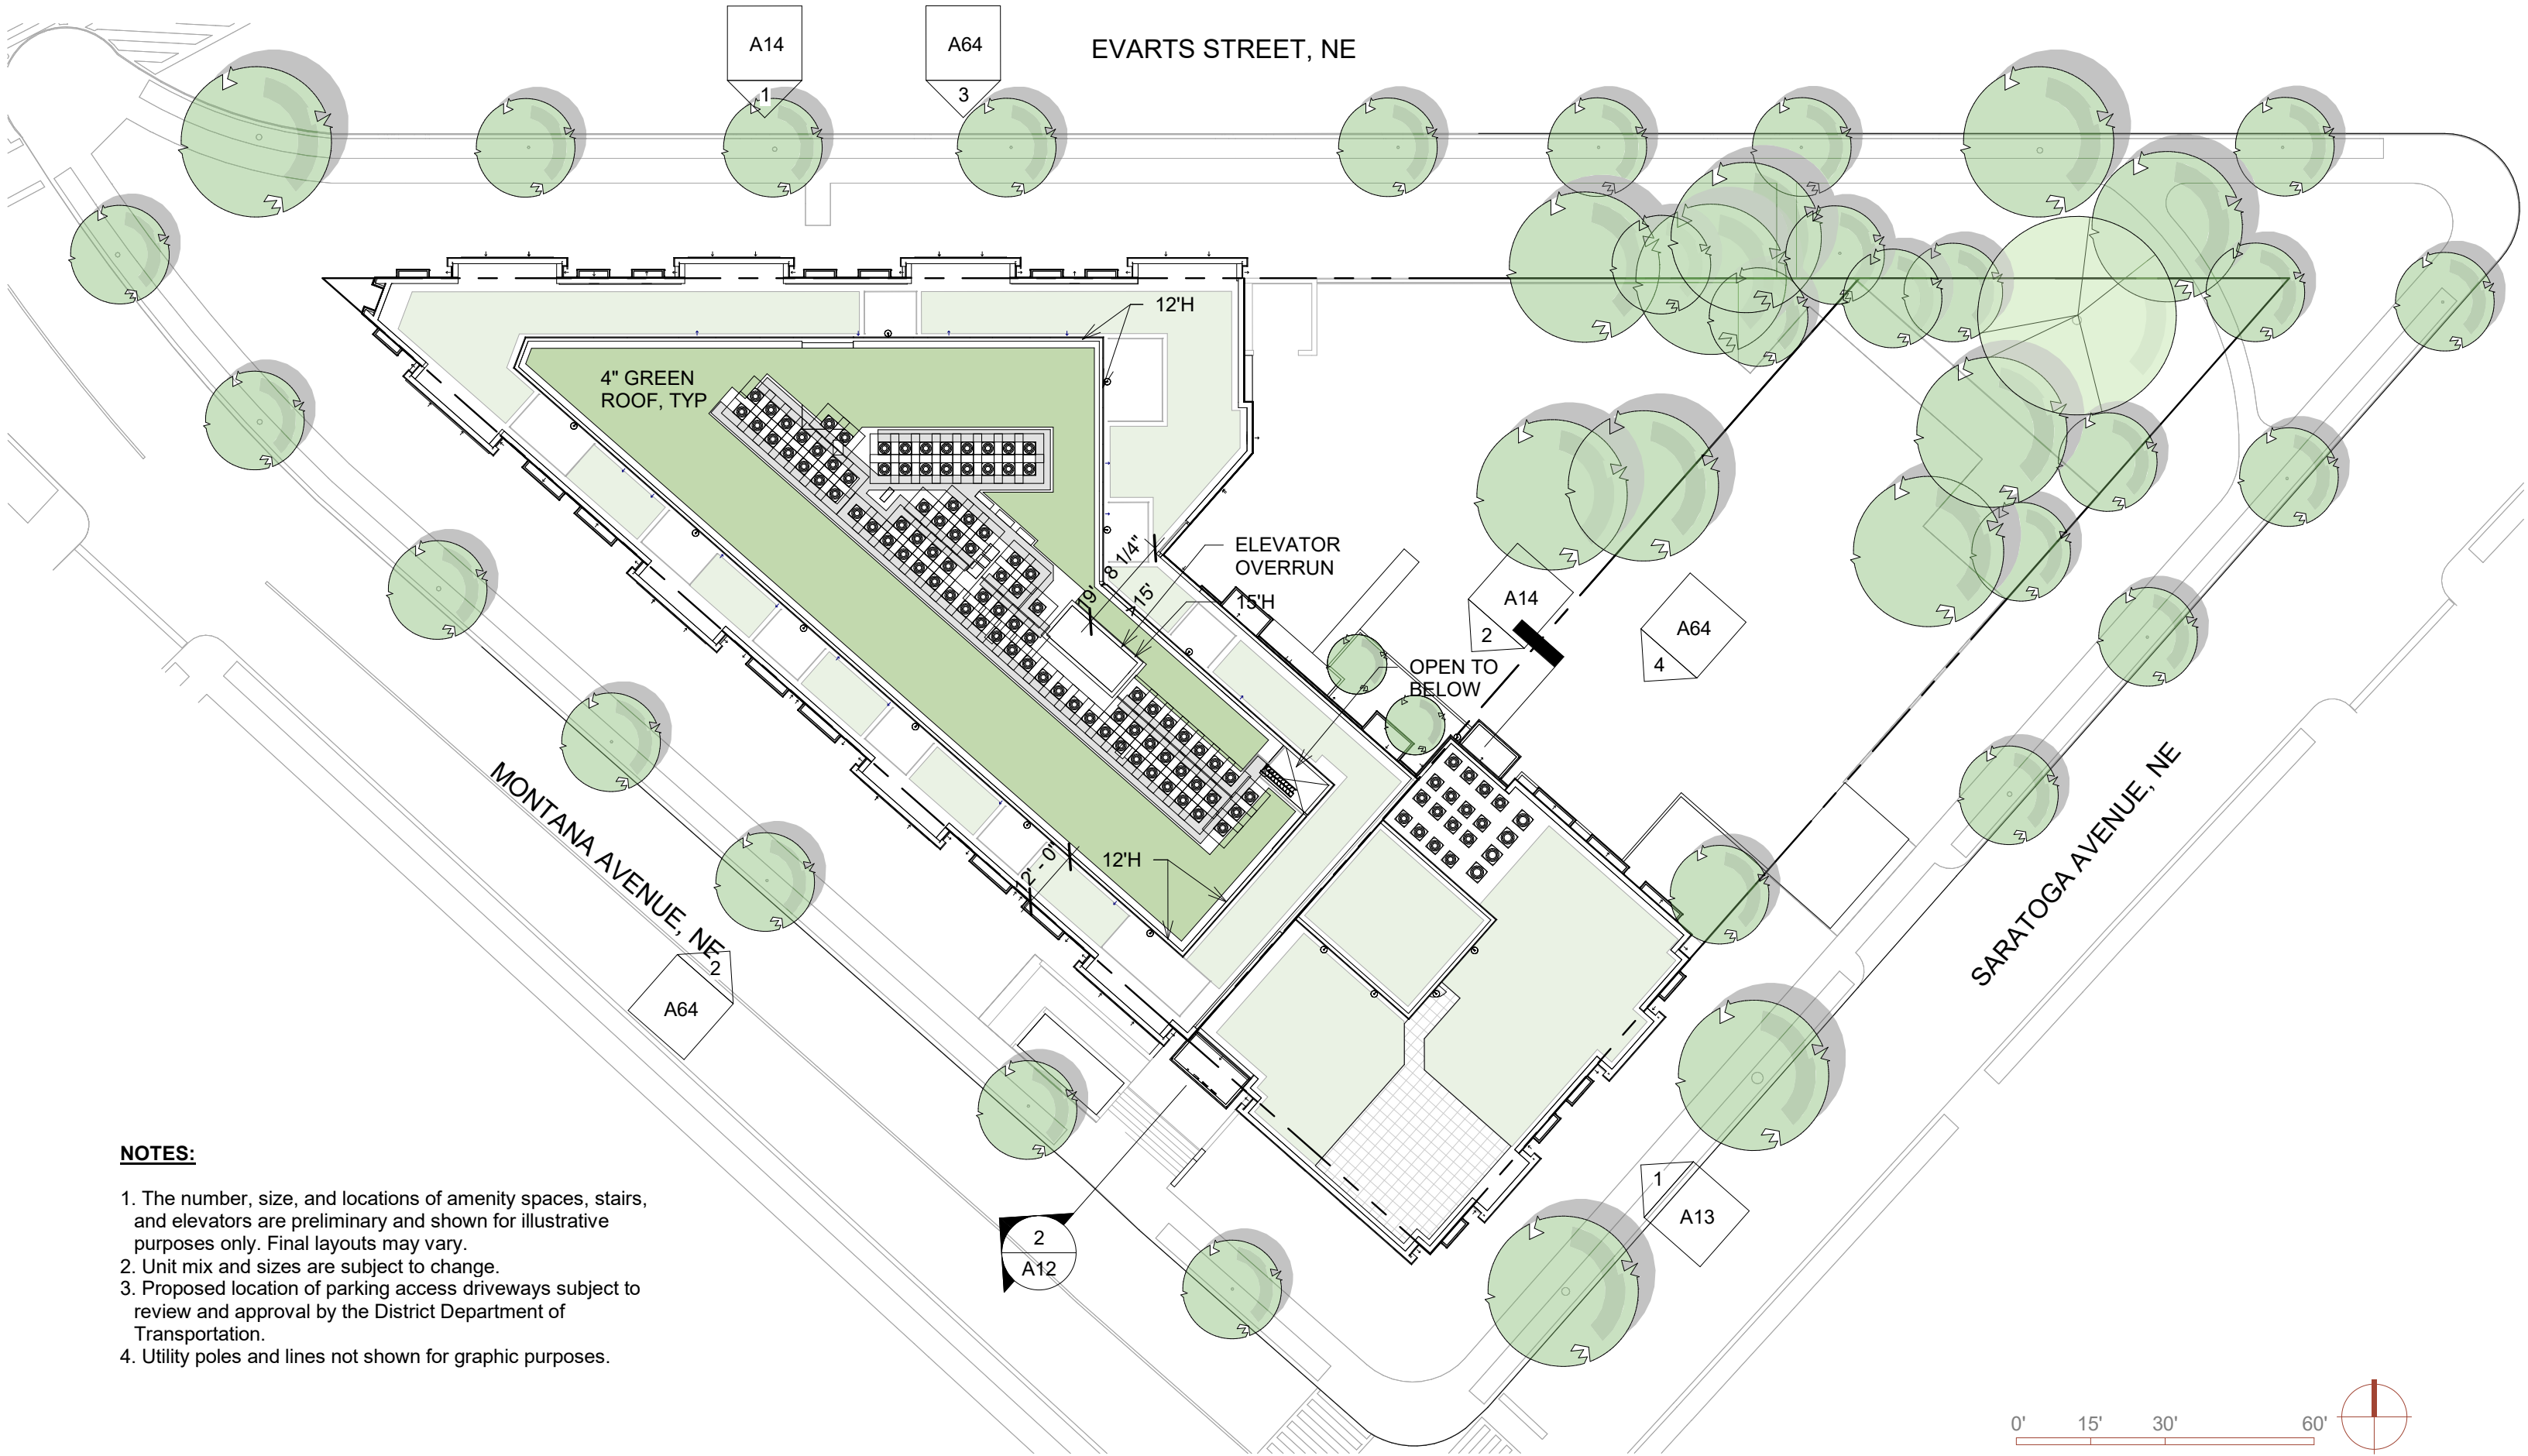 A14
1
A64
3
EVARTS STREET, NE
12'H
4" GREEN
ROOF, TYP
ELEVATOR
OVERRUN
19' 8 1/4"
15'
15'H
A14
2
A64
4
OPEN TO
BELOW
MONTANA AVENUE, NE
SARATOGA AVENUE, NE
12'H
2' - 0"
2
A64
1
A13
2
A12
NOTES:
1. The number, size, and locations of amenity spaces, stairs,
and elevators are preliminary and shown for illustrative
purposes only. Final layouts may vary.
2. Unit mix and sizes are subject to change.
3. Proposed location of parking access driveways subject to
review and approval by the District Department of
Transportation.
4. Utility poles and lines not shown for graphic purposes.
0' 15' 30' 60'